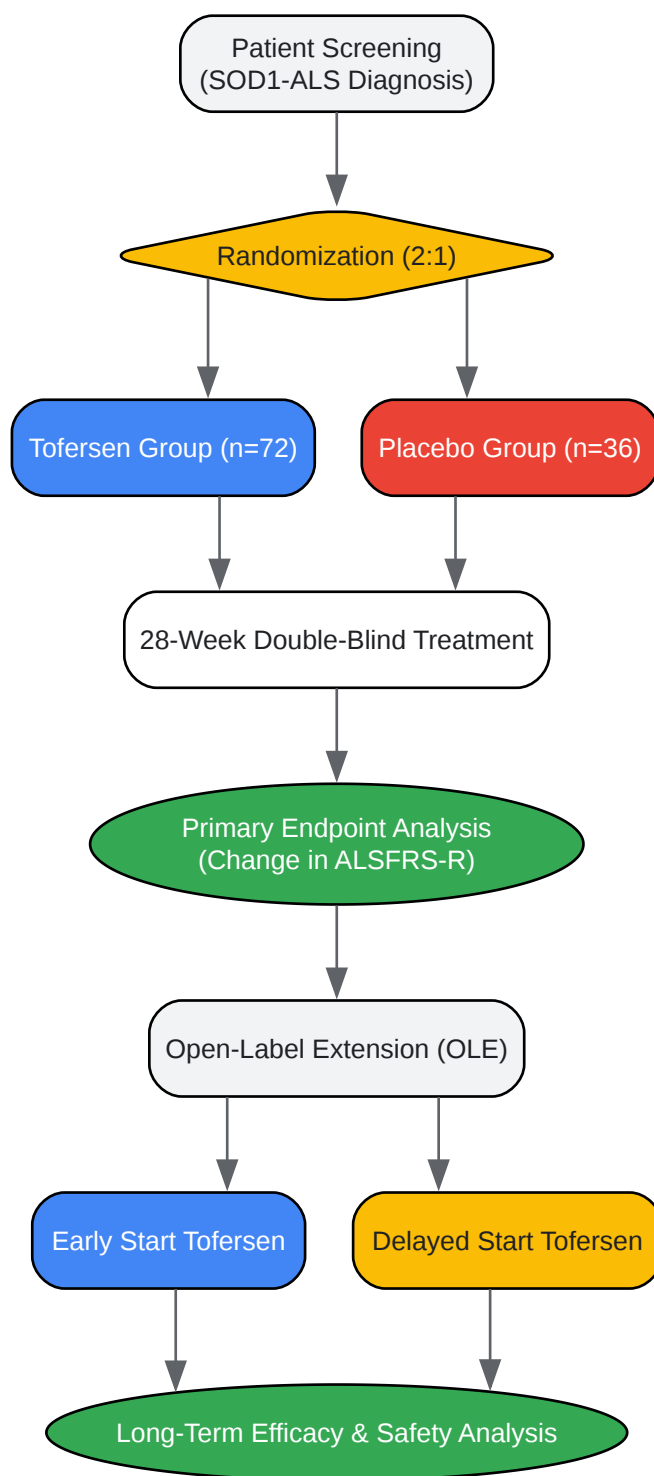 Patient Screening
(SOD1-ALS Diagnosis)
Randomization (2:1)
Tofersen Group (n=72)
Placebo Group (n=36)
28-Week Double-Blind Treatment
Primary Endpoint Analysis
(Change in ALSFRS-R)
Open-Label Extension (OLE)
Early Start Tofersen
Delayed Start Tofersen
Long-Term Efficacy & Safety Analysis